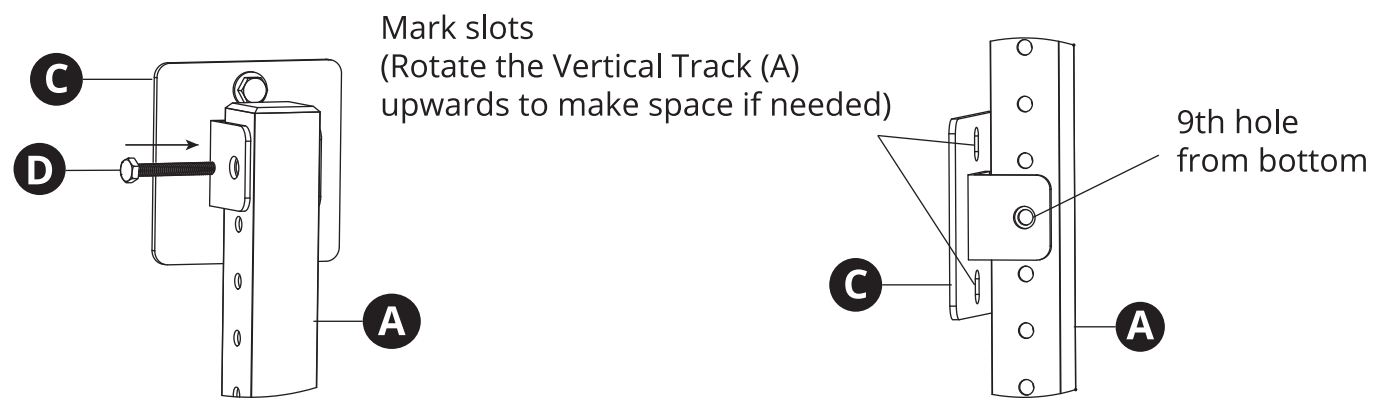 Mark slots
(Rotate the Vertical Track (A)
upwards to make space if needed)
C
D
A
9th hole
from bottom
C
A